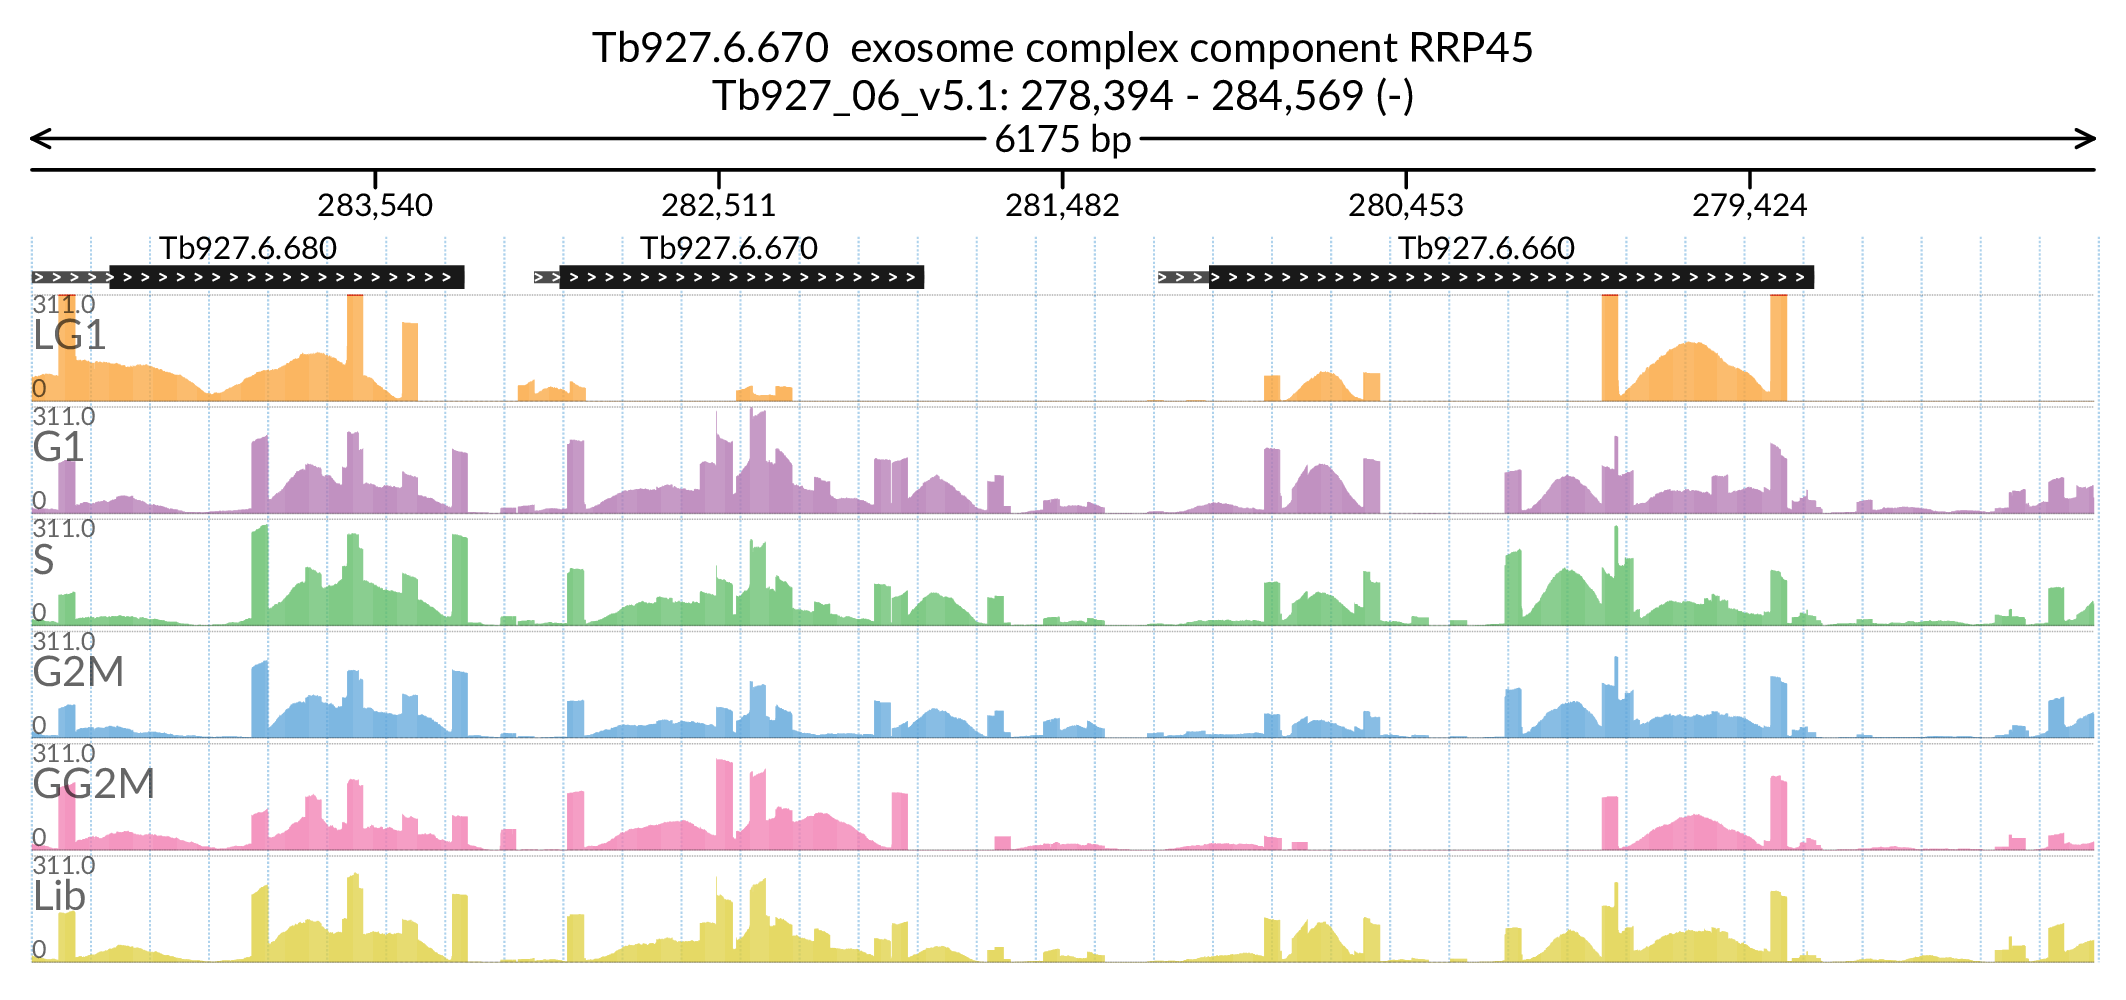 Tb927.6.670  exosome complex component RRP45
Tb927_06_v5.1: 278,394 - 284,569 (-)
6175 bp
283,540 282,511 281,482 280,453 279,424
Tb927.6.680 Tb927.6.670 Tb927.6.660
311.0
LG1
0
311.0
G1
0
311.0
S
0
311.0
G2M
0
311.0
GG2M
0
311.0
Lib
0